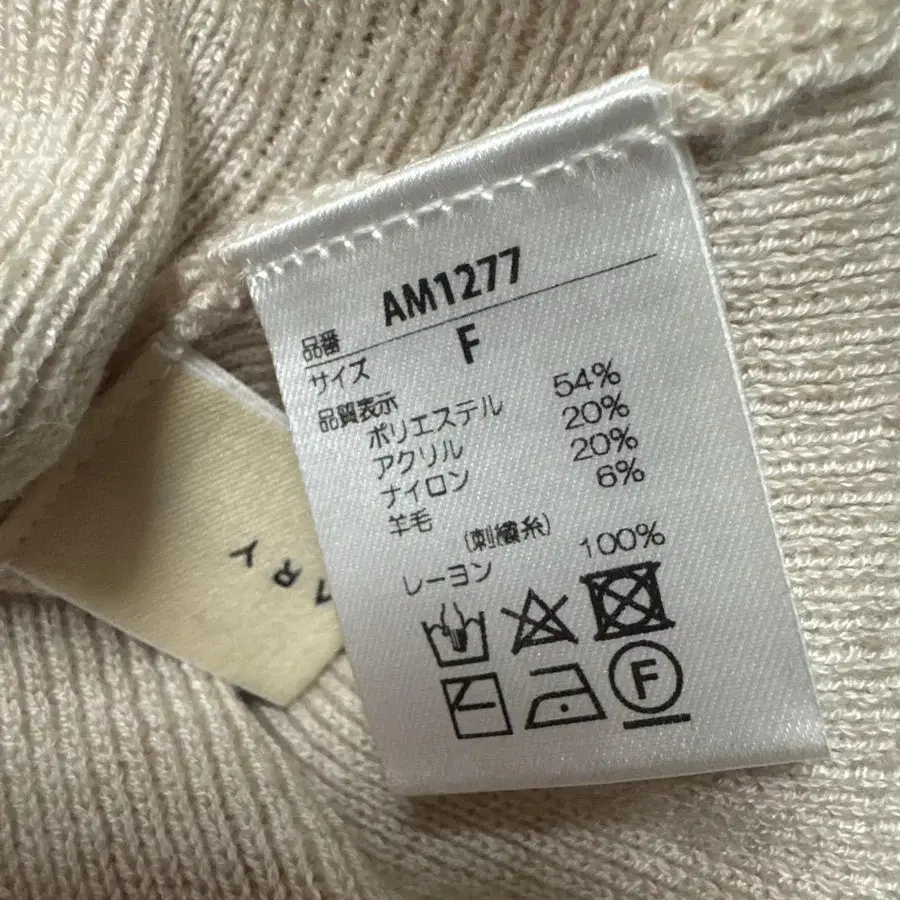 品番 AM1277
サイズ F
品質表示
ポリエステル 54%
アクリル 20%
ナイロン 20%
羊毛 6%
(刺繍糸)
レーヨン 100%
F